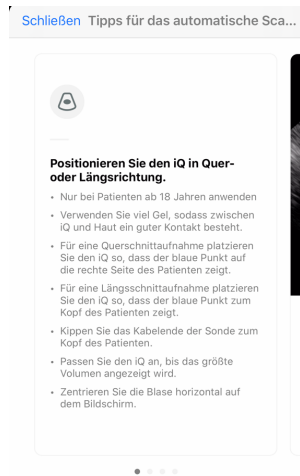 Schließen Tipps für das automatische Sca...
Positionieren Sie den iQ in Quer-
oder Längsrichtung.
• Nur bei Patienten ab 18 Jahren anwenden
• Verwenden Sie viel Gel, sodass zwischen
iQ und Haut ein guter Kontakt besteht.
• Für eine Querschnittaufnahme platzieren
Sie den iQ so, dass der blaue Punkt auf
die rechte Seite des Patienten zeigt.
• Für eine Längsschnittaufnahme platzieren
Sie den iQ so, dass der blaue Punkt zum
Kopf des Patienten zeigt.
• Kippen Sie das Kabelende der Sonde zum
Kopf des Patienten.
• Passen Sie den iQ an, bis das größte
Volumen angezeigt wird.
• Zentrieren Sie die Blase horizontal auf
dem Bildschirm.